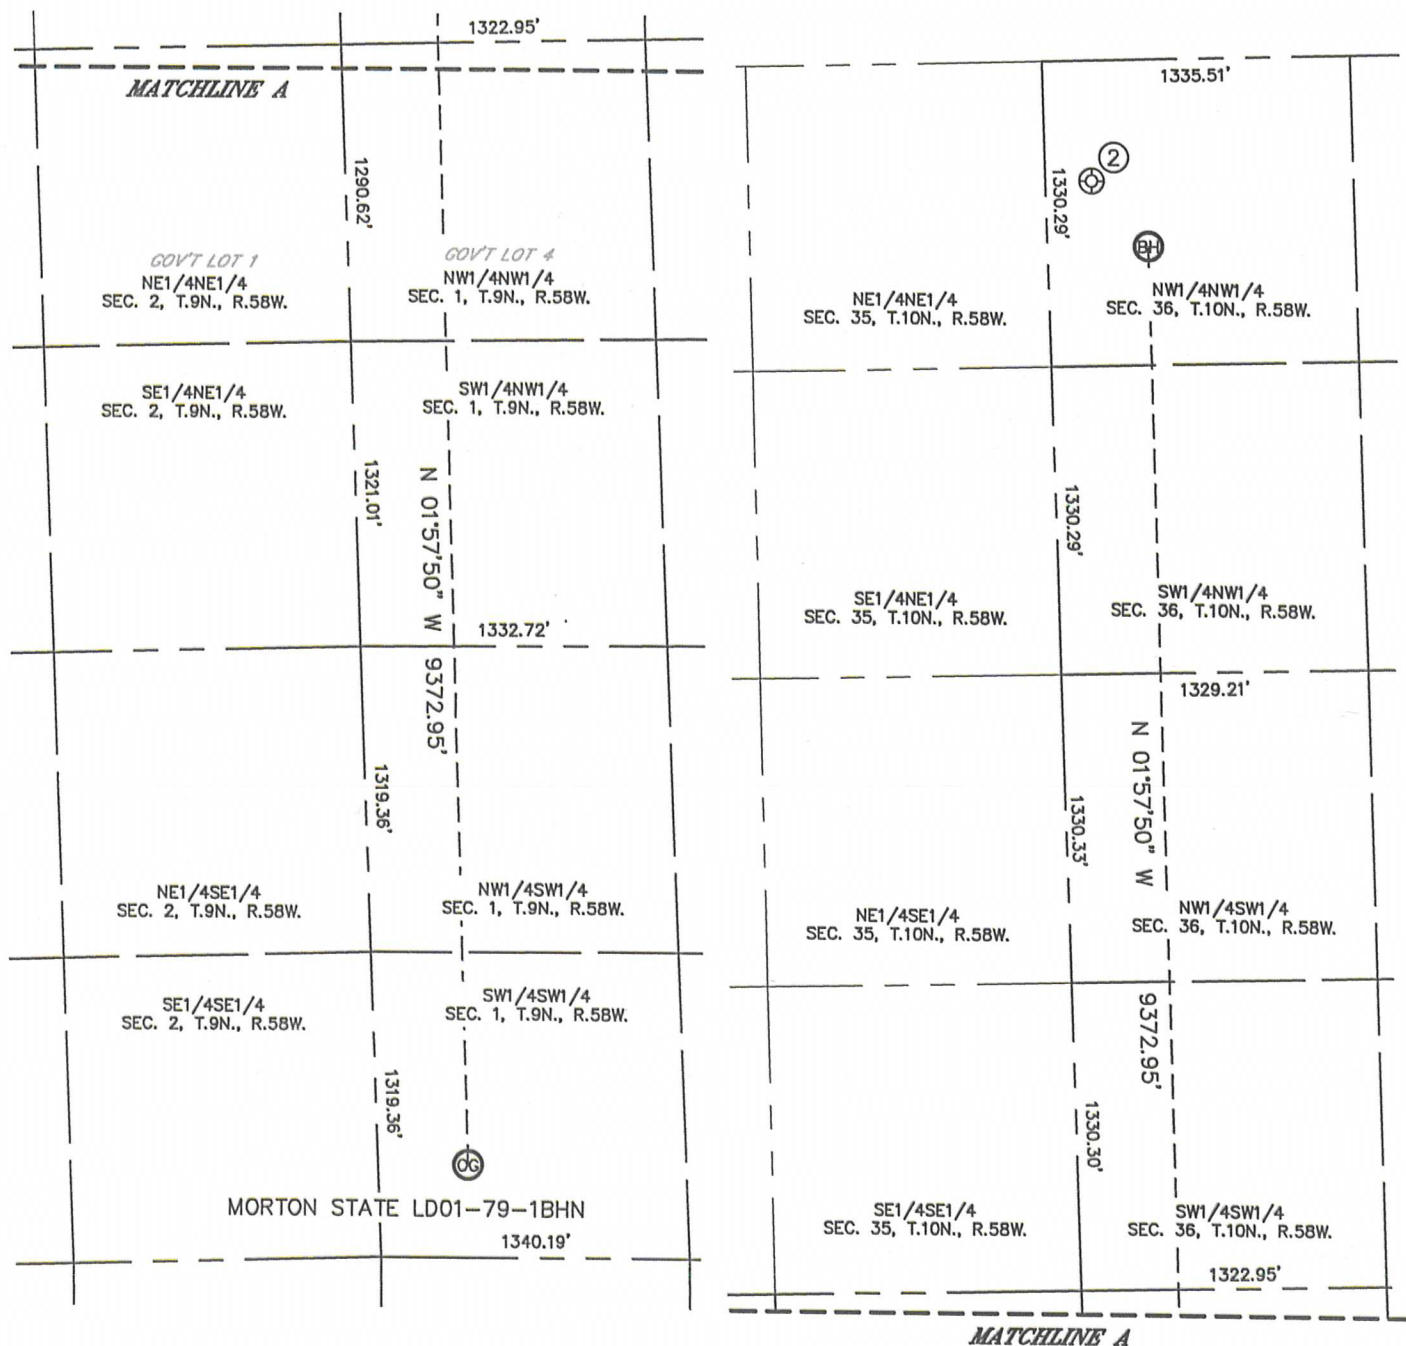 1322.95'
MATCHLINE A
1290.62'
GOV'T LOT 1
NE1/4NE1/4
SEC. 2, T.9N., R.58W.
GOV'T LOT 4
NW1/4NW1/4
SEC. 1, T.9N., R.58W.
SE1/4NE1/4
SEC. 2, T.9N., R.58W.
SW1/4NW1/4
SEC. 1, T.9N., R.58W.
1321.01'
N 01°57'50" W 9372.95'
1332.72'
1319.36'
NE1/4SE1/4
SEC. 2, T.9N., R.58W.
NW1/4SW1/4
SEC. 1, T.9N., R.58W.
SE1/4SE1/4
SEC. 2, T.9N., R.58W.
SW1/4SW1/4
SEC. 1, T.9N., R.58W.
1319.36'
OG
MORTON STATE LD01-79-1BHN
1340.19'
1335.51'
2
1330.29'
BH
NE1/4NE1/4
SEC. 35, T.10N., R.58W.
NW1/4NW1/4
SEC. 36, T.10N., R.58W.
1330.29'
SE1/4NE1/4
SEC. 35, T.10N., R.58W.
SW1/4NW1/4
SEC. 36, T.10N., R.58W.
1329.21'
N 01°57'50" W 9372.95'
1330.33'
NE1/4SE1/4
SEC. 35, T.10N., R.58W.
NW1/4SW1/4
SEC. 36, T.10N., R.58W.
1330.30'
SE1/4SE1/4
SEC. 35, T.10N., R.58W.
SW1/4SW1/4
SEC. 36, T.10N., R.58W.
1322.95'
MATCHLINE A